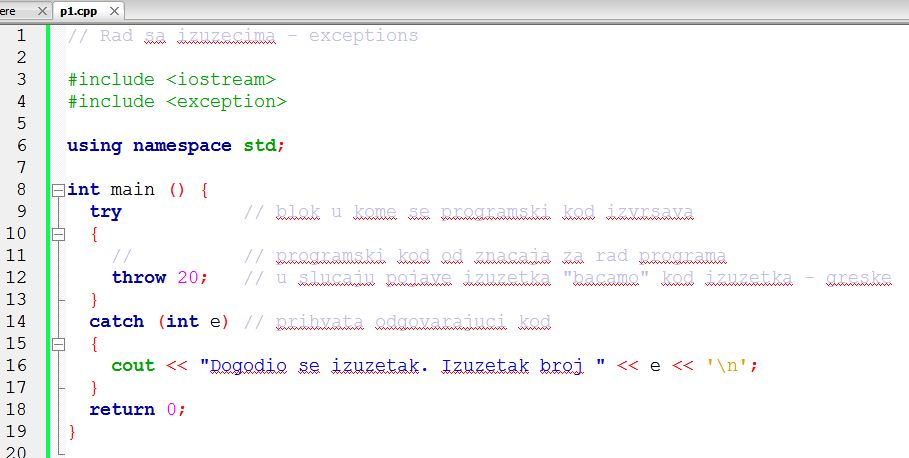 ere × p1.cpp ×
1 // Rad sa izuzecima - exceptions
2
3 #include <iostream>
4 #include <exception>
5
6 using namespace std;
7
8 int main () {
9 try // blok u kome se programski kod izvrsava
10 {
11 // // programski kod od znacaja za rad programa
12 throw 20; // u slucaju pojave izuzetka "bacamo" kod izuzetka - greske
13 }
14 catch (int e) // prihvata odgovarajuci kod
15 {
16 cout << "Dogodio se izuzetak. Izuzetak broj " << e << '\n';
17 }
18 return 0;
19 }
20